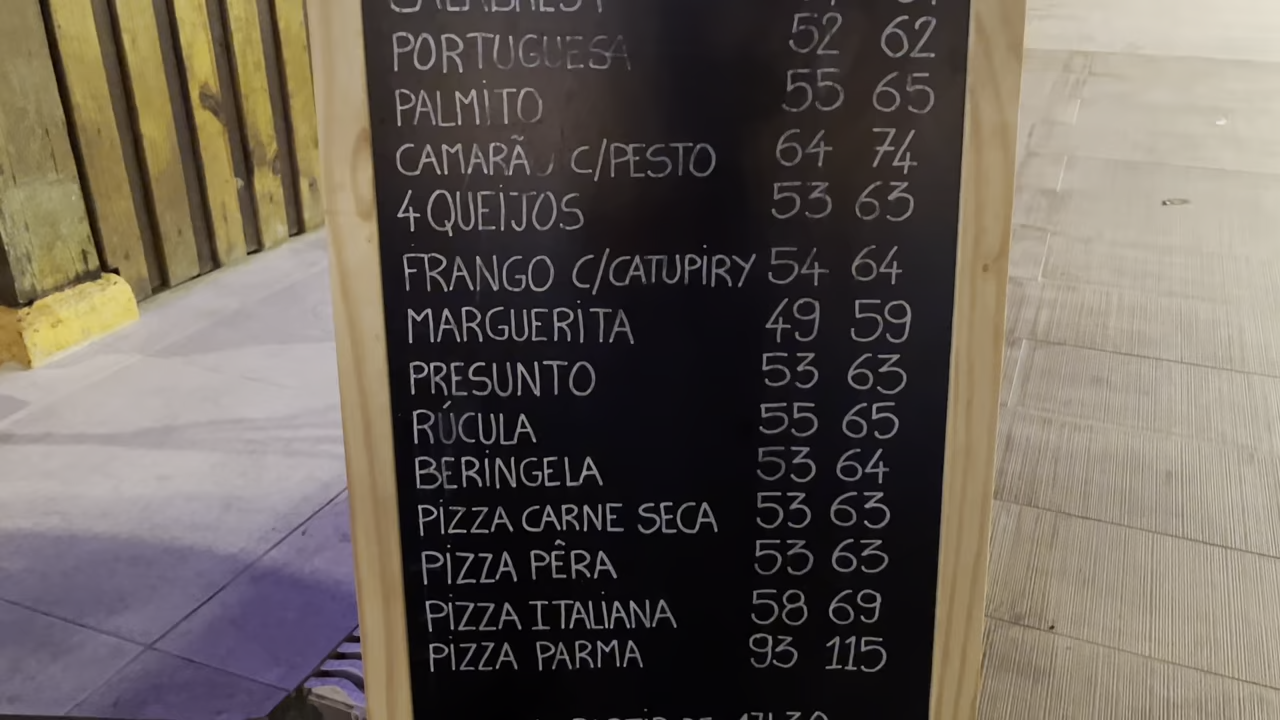 PORTUGUESA 52 62
PALMITO 55 65
CAMARÃ C/PESTO 64 74
4 QUEIJOS 53 63
FRANGO C/CATUPIRY 54 64
MARGUERITA 49 59
PRESUNTO 53 63
RÚCULA 55 65
BERINGELA 53 64
PIZZA CARNE SECA 53 63
PIZZA PÊRA 53 63
PIZZA ITALIANA 58 69
PIZZA PARMA 93 115